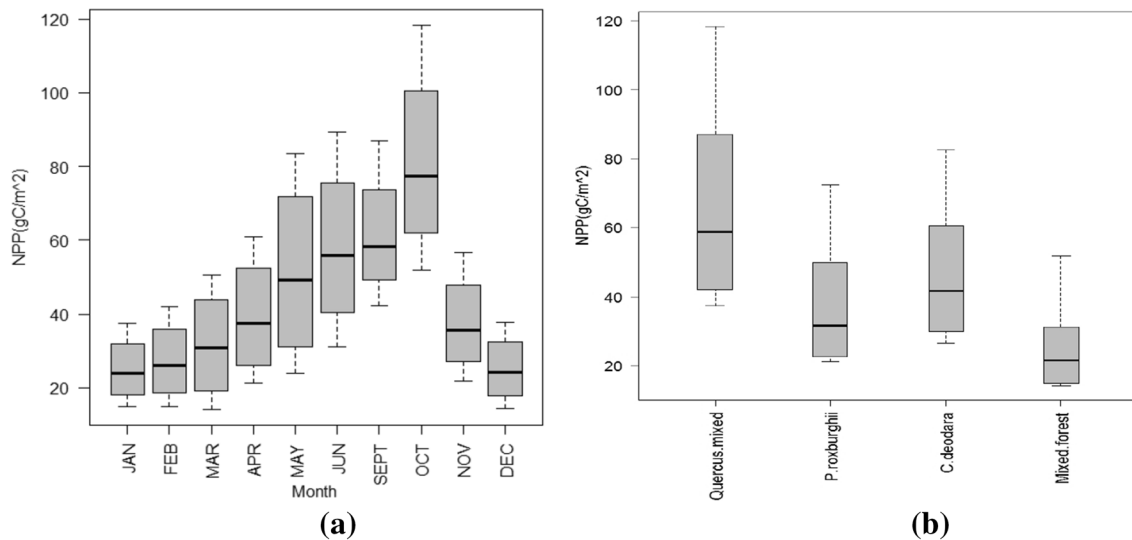 120
100
80
60
40
20
NPP(gC/m^2)
JAN
FEB
MAR
APR
MAY
JUN
SEPT
OCT
NOV
DEC
Month
(a)
120
100
80
60
40
20
NPP(gC/m^2)
Quercus.mixed
P.roxburghii
C.deodara
Mixed.forest
(b)